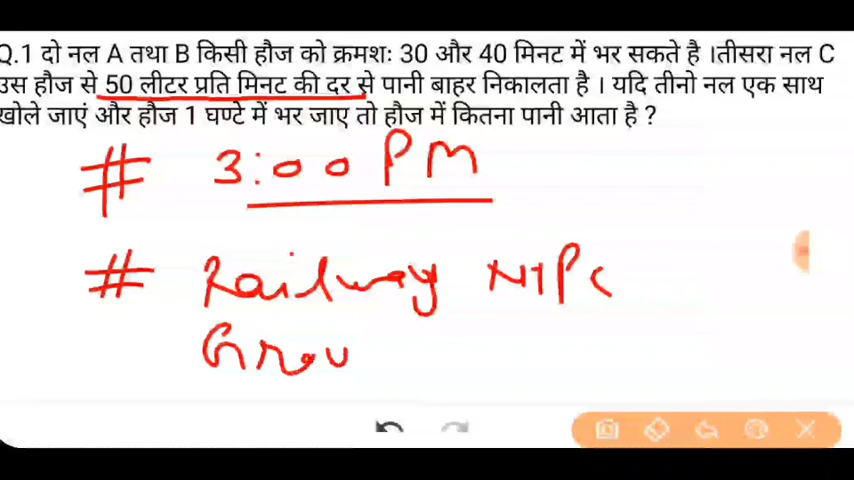 Q.1 दो नल A तथा B किसी हौज को क्रमशः 30 और 40 मिनट में भर सकते है ।तीसरा नल C
उस हौज से 50 लीटर प्रति मिनट की दर से पानी बाहर निकालता है । यदि तीनो नल एक साथ
खोले जाएं और हौज 1 घण्टे में भर जाए तो हौज में कितना पानी आता है ?
# 3:00 PM
# Railway NTPC
Grou